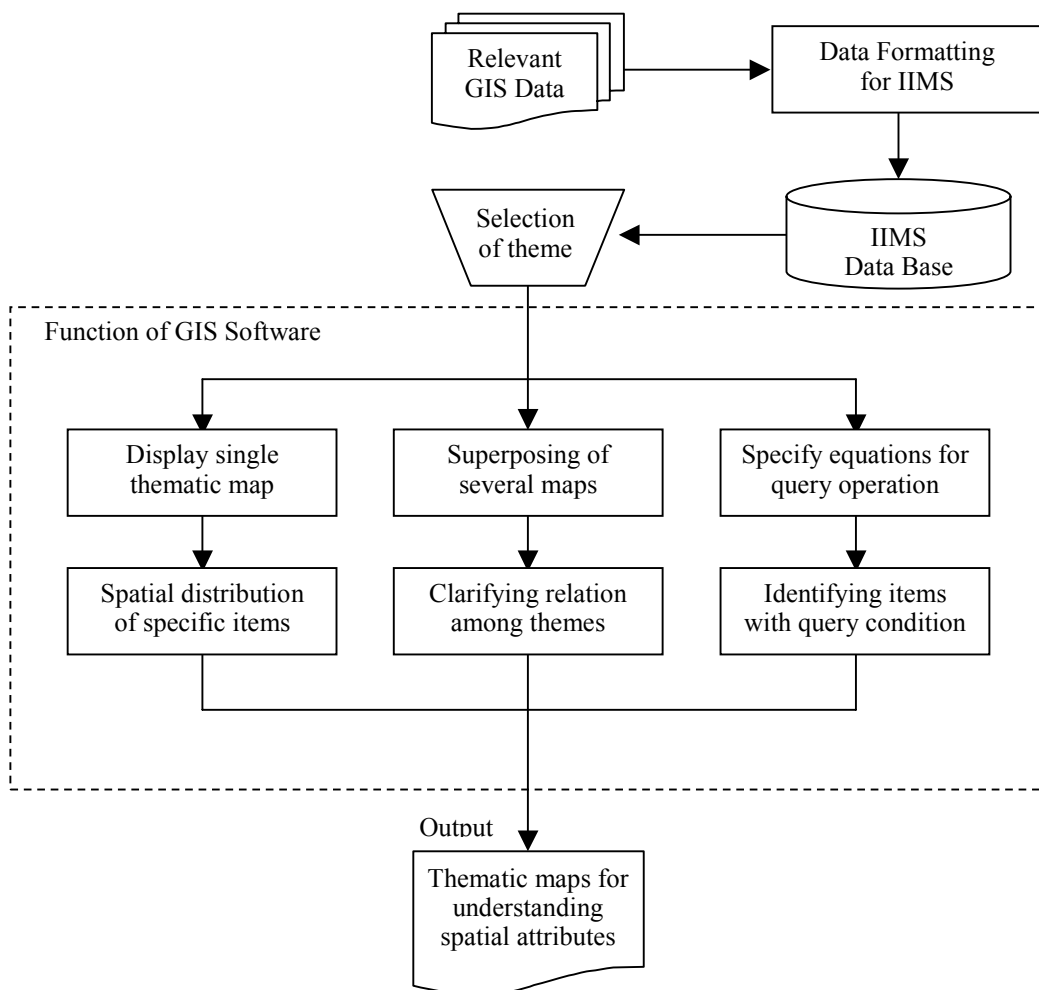 Relevant
GIS Data
Data Formatting
for IIMS
Selection
of theme
IIMS
Data Base
Function of GIS Software
Display single
thematic map
Superposing of
several maps
Specify equations for
query operation
Spatial distribution
of specific items
Clarifying relation
among themes
Identifying items
with query condition
Output
Thematic maps for
understanding
spatial attributes